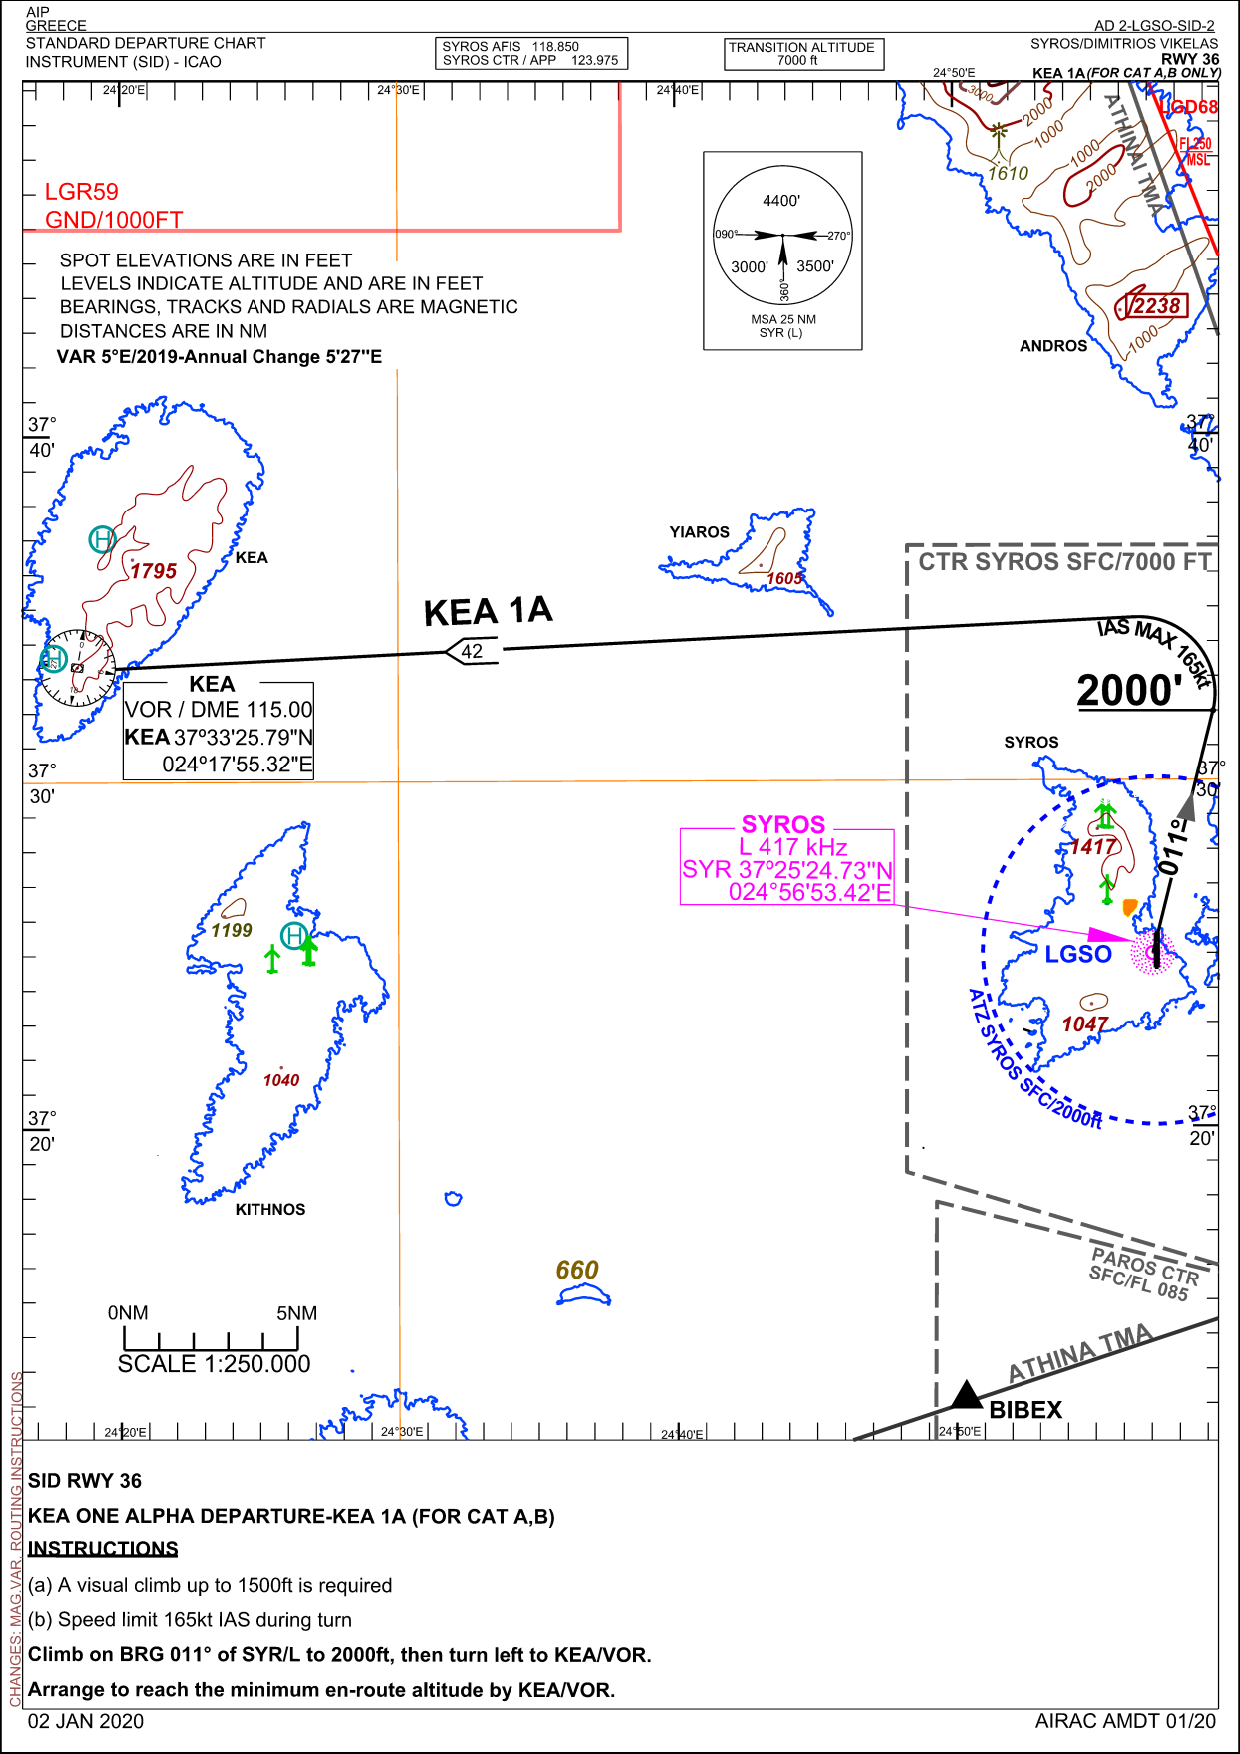 AIP
GREECE
AD 2-LGSO-SID-2
STANDARD DEPARTURE CHART
INSTRUMENT (SID) - ICAO
SYROS AFIS 118.850
SYROS CTR / APP 123.975
TRANSITION ALTITUDE
7000 ft
SYROS/DIMITRIOS VIKELAS
RWY 36
KEA 1A(FOR CAT A,B ONLY)
24°20'E
24°30'E
24°40'E
24°50'E
LGR59
GND/1000FT
SPOT ELEVATIONS ARE IN FEET
LEVELS INDICATE ALTITUDE AND ARE IN FEET
BEARINGS, TRACKS AND RADIALS ARE MAGNETIC
DISTANCES ARE IN NM
VAR 5°E/2019-Annual Change 5'27"E
4400'
090°
270°
3000'
3500'
360°
MSA 25 NM
SYR (L)
3000
2000
1000
1610
1000
2000
ATHINAI TMA
LGD68
FL250
MSL
2238
1000
ANDROS
37°
40'
37°
40'
YIAROS
1605
KEA
1795
CTR SYROS SFC/7000 FT
KEA 1A
42
IAS MAX 165kt
2000'
KEA
VOR / DME 115.00
KEA 37º33'25.79"N
024º17'55.32"E
SYROS
37°
30'
37°
30'
SYROS
L 417 kHz
SYR 37°25'24.73"N
024°56'53.42'E
1417
011°
LGSO
1047
ATZ SYROS SFC/2000ft
1199
1040
KITHNOS
37°
20'
37°
20'
660
PAROS CTR
SFC/FL 085
ATHINA TMA
BIBEX
0NM
5NM
SCALE 1:250.000
24°20'E
24°30'E
24°40'E
24°50'E
CHANGES: MAG.VAR. ROUTING INSTRUCTIONS
SID RWY 36
KEA ONE ALPHA DEPARTURE-KEA 1A (FOR CAT A,B)
INSTRUCTIONS
(a) A visual climb up to 1500ft is required
(b) Speed limit 165kt IAS during turn
Climb on BRG 011° of SYR/L to 2000ft, then turn left to KEA/VOR.
Arrange to reach the minimum en-route altitude by KEA/VOR.
02 JAN 2020
AIRAC AMDT 01/20